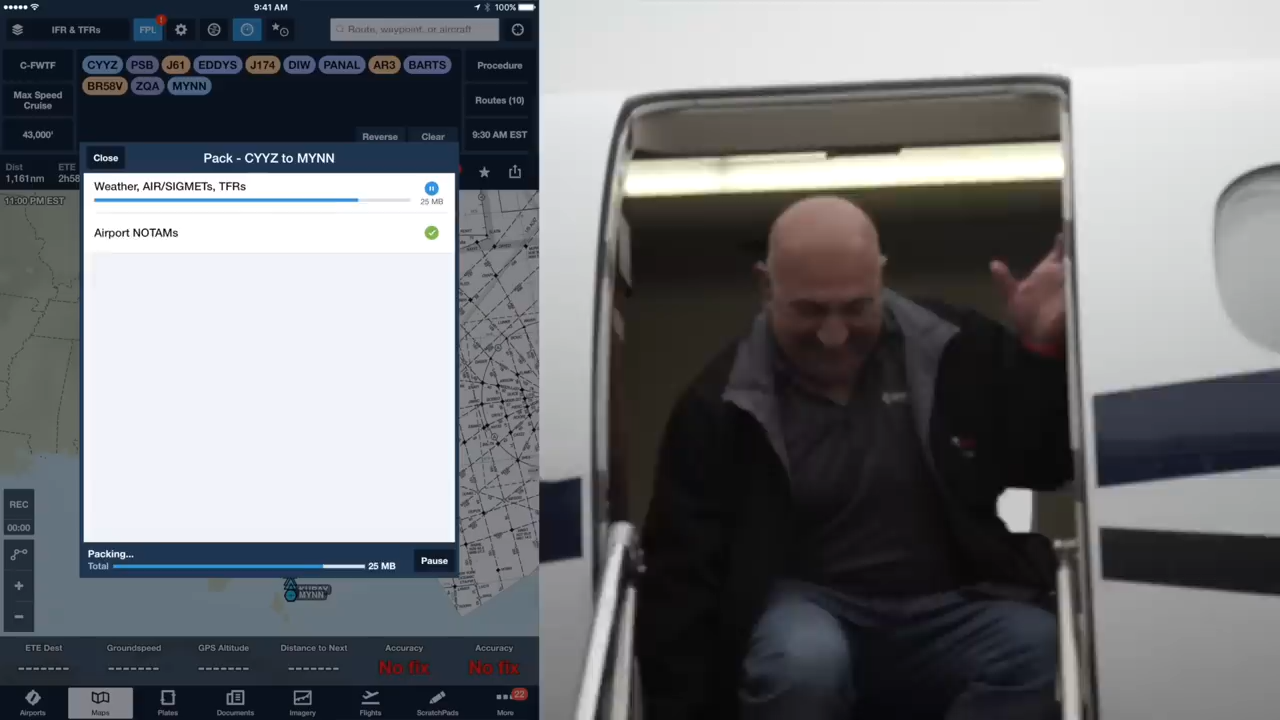 9:41 AM
100%
IFR & TFRs
FPL
1
Route, waypoint, or aircraft
C-FWTF
CYYZ PSB J61 EDDYS J174 DIW PANAL AR3 BARTS
Procedure
BR58V ZQA MYNN
Max Speed
Cruise
Routes (10)
43,000'
9:30 AM EST
Reverse
Clear
Dist
ETE
1,161nm
2h58
Close
Pack - CYYZ to MYNN
Weather, AIR/SIGMETs, TFRs
25 MB
11:00 PM EST
Airport NOTAMs
REC
00:00
Packing...
Total
25 MB
Pause
MYNN
ETE Dest
Groundspeed
GPS Altitude
Distance to Next
Accuracy
Accuracy
-------
-------
-------
-------
No fix
No fix
22
Airports
Maps
Plates
Documents
Imagery
Flights
ScratchPads
More